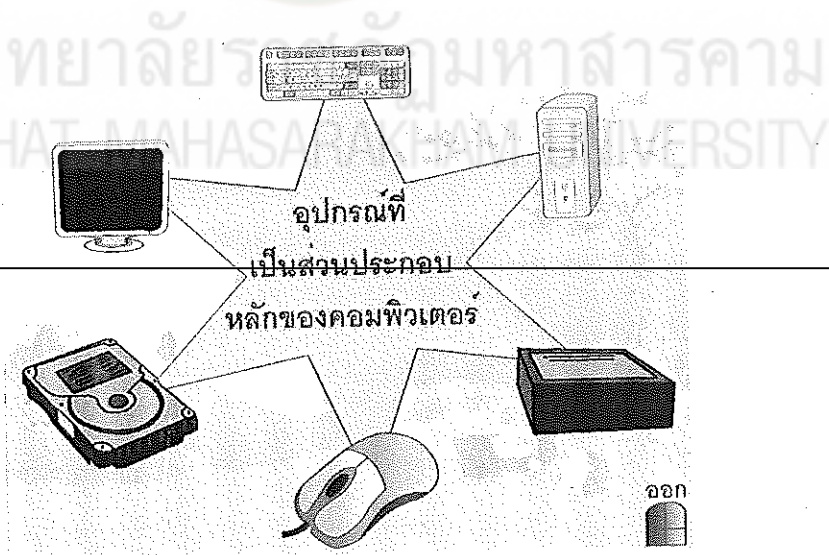 ทยาลัยราชภัฏมหาสารคาม
HAT MAHASARAKHAM UNIVERSITY
อุปกรณ์ที่
เป็นส่วนประกอบ
หลักของคอมพิวเตอร์
ออก